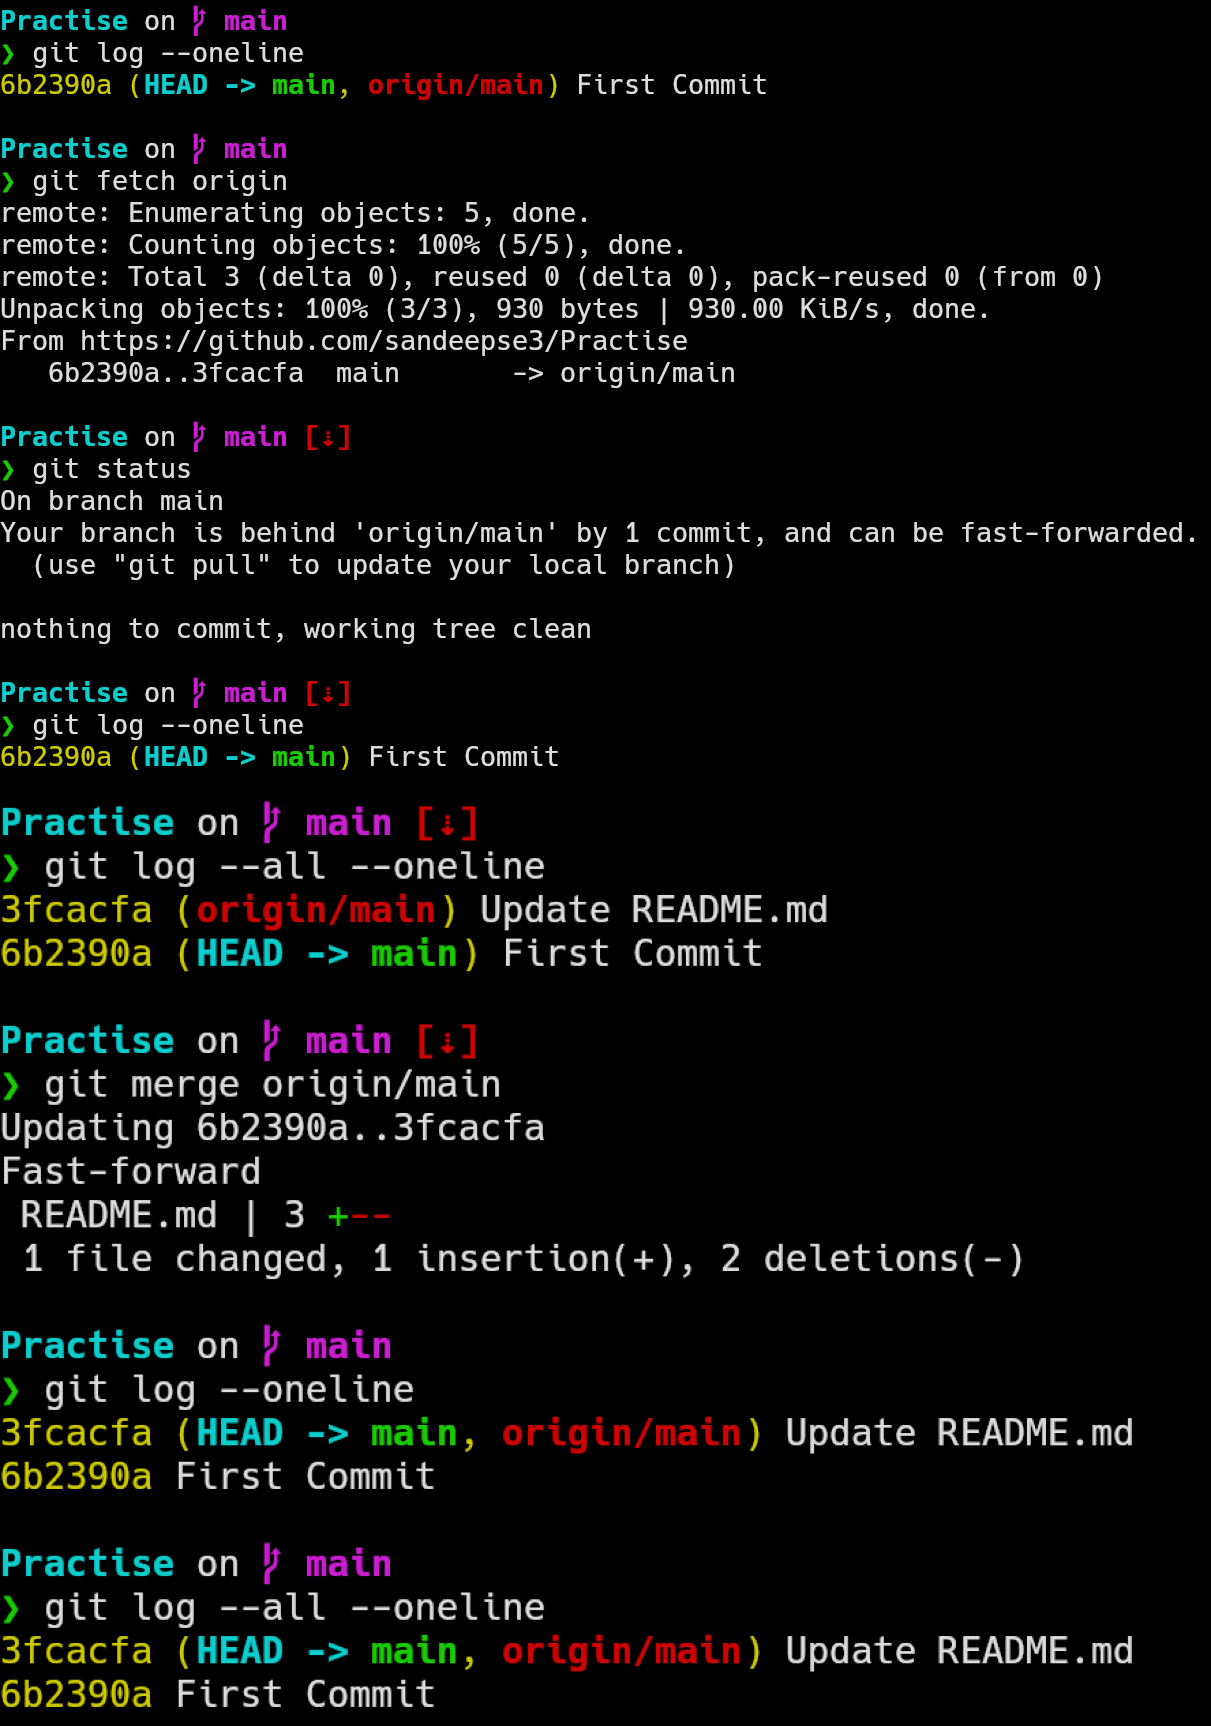 Practise on main
❯ git log --oneline
6b2390a (HEAD -> main, origin/main) First Commit
Practise on main
❯ git fetch origin
remote: Enumerating objects: 5, done.
remote: Counting objects: 100% (5/5), done.
remote: Total 3 (delta 0), reused 0 (delta 0), pack-reused 0 (from 0)
Unpacking objects: 100% (3/3), 930 bytes | 930.00 KiB/s, done.
From https://github.com/sandeepse3/Practise
   6b2390a..3fcacfa  main       -> origin/main
Practise on main [⇣]
❯ git status
On branch main
Your branch is behind 'origin/main' by 1 commit, and can be fast-forwarded.
  (use "git pull" to update your local branch)
nothing to commit, working tree clean
Practise on main [⇣]
❯ git log --oneline
6b2390a (HEAD -> main) First Commit
Practise on main [⇣]
❯ git log --all --oneline
3fcacfa (origin/main) Update README.md
6b2390a (HEAD -> main) First Commit
Practise on main [⇣]
❯ git merge origin/main
Updating 6b2390a..3fcacfa
Fast-forward
 README.md | 3 +--
 1 file changed, 1 insertion(+), 2 deletions(-)
Practise on main
❯ git log --oneline
3fcacfa (HEAD -> main, origin/main) Update README.md
6b2390a First Commit
Practise on main
❯ git log --all --oneline
3fcacfa (HEAD -> main, origin/main) Update README.md
6b2390a First Commit